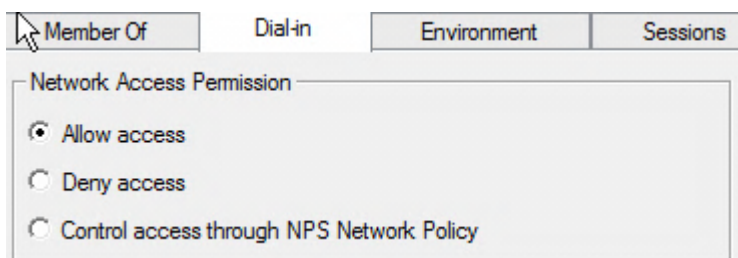 Member Of Dial-in Environment Sessions
Network Access Permission
Allow access
Deny access
Control access through NPS Network Policy